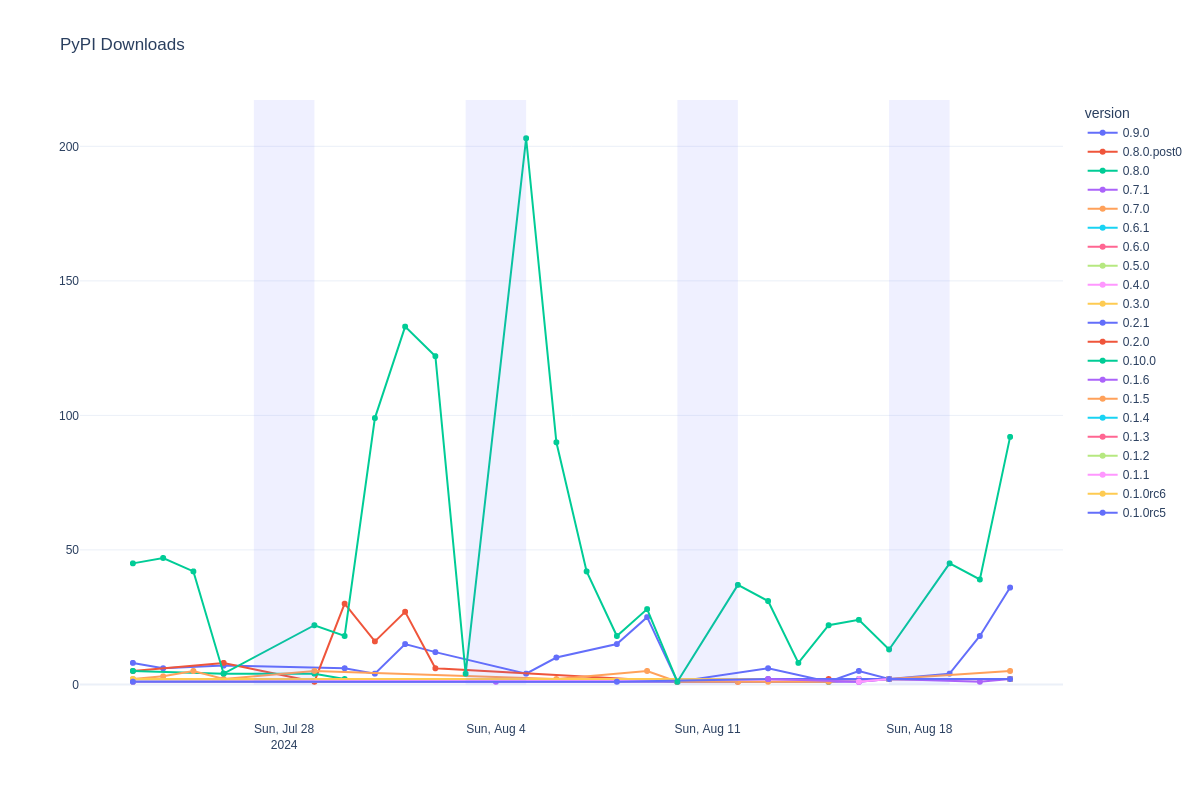 PyPI Downloads
version
0.9.0
0.8.0.post0
0.8.0
0.7.1
0.7.0
0.6.1
0.6.0
0.5.0
0.4.0
0.3.0
0.2.1
0.2.0
0.10.0
0.1.6
0.1.5
0.1.4
0.1.3
0.1.2
0.1.1
0.1.0rc6
0.1.0rc5
200
150
100
50
0
Sun, Jul 28
2024
Sun, Aug 4
Sun, Aug 11
Sun, Aug 18